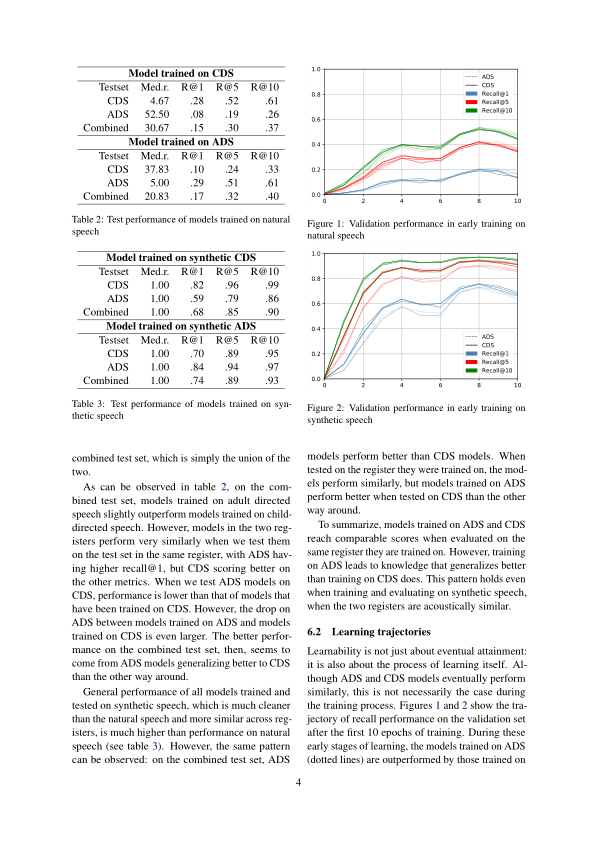 Model trained on CDS
Testset Med.r. R@1 R@5 R@10
CDS 4.67 .28 .52 .61
ADS 52.50 .08 .19 .26
Combined 30.67 .15 .30 .37
Model trained on ADS
Testset Med.r. R@1 R@5 R@10
CDS 37.83 .10 .24 .33
ADS 5.00 .29 .51 .61
Combined 20.83 .17 .32 .40
Table 2: Test performance of models trained on natural
speech
Model trained on synthetic CDS
Testset Med.r. R@1 R@5 R@10
CDS 1.00 .82 .96 .99
ADS 1.00 .59 .79 .86
Combined 1.00 .68 .85 .90
Model trained on synthetic ADS
Testset Med.r. R@1 R@5 R@10
CDS 1.00 .70 .89 .95
ADS 1.00 .84 .94 .97
Combined 1.00 .74 .89 .93
Table 3: Test performance of models trained on syn-
thetic speech
combined test set, which is simply the union of the
two.
As can be observed in table 2, on the com-
bined test set, models trained on adult directed
speech slightly outperform models trained on child-
directed speech. However, models in the two reg-
isters perform very similarly when we test them
on the test set in the same register, with ADS hav-
ing higher recall@1, but CDS scoring better on
the other metrics. When we test ADS models on
CDS, performance is lower than that of models that
have been trained on CDS. However, the drop on
ADS between models trained on ADS and models
trained on CDS is even larger. The better perfor-
mance on the combined test set, then, seems to
come from ADS models generalizing better to CDS
than the other way around.
General performance of all models trained and
tested on synthetic speech, which is much cleaner
than the natural speech and more similar across reg-
isters, is much higher than performance on natural
speech (see table 3). However, the same pattern
can be observed: on the combined test set, ADS
1.0
0.8
0.6
0.4
0.2
0.0
0 2 4 6 8 10
ADS
CDS
Recall@1
Recall@5
Recall@10
Figure 1: Validation performance in early training on
natural speech
1.0
0.8
0.6
0.4
0.2
0.0
0 2 4 6 8 10
ADS
CDS
Recall@1
Recall@5
Recall@10
Figure 2: Validation performance in early training on
synthetic speech
models perform better than CDS models. When
tested on the register they were trained on, the mod-
els perform similarly, but models trained on ADS
perform better when tested on CDS than the other
way around.
To summarize, models trained on ADS and CDS
reach comparable scores when evaluated on the
same register they are trained on. However, training
on ADS leads to knowledge that generalizes better
than training on CDS does. This pattern holds even
when training and evaluating on synthetic speech,
when the two registers are acoustically similar.
6.2 Learning trajectories
Learnability is not just about eventual attainment:
it is also about the process of learning itself. Al-
though ADS and CDS models eventually perform
similarly, this is not necessarily the case during
the training process. Figures 1 and 2 show the tra-
jectory of recall performance on the validation set
after the first 10 epochs of training. During these
early stages of learning, the models trained on ADS
(dotted lines) are outperformed by those trained on
4